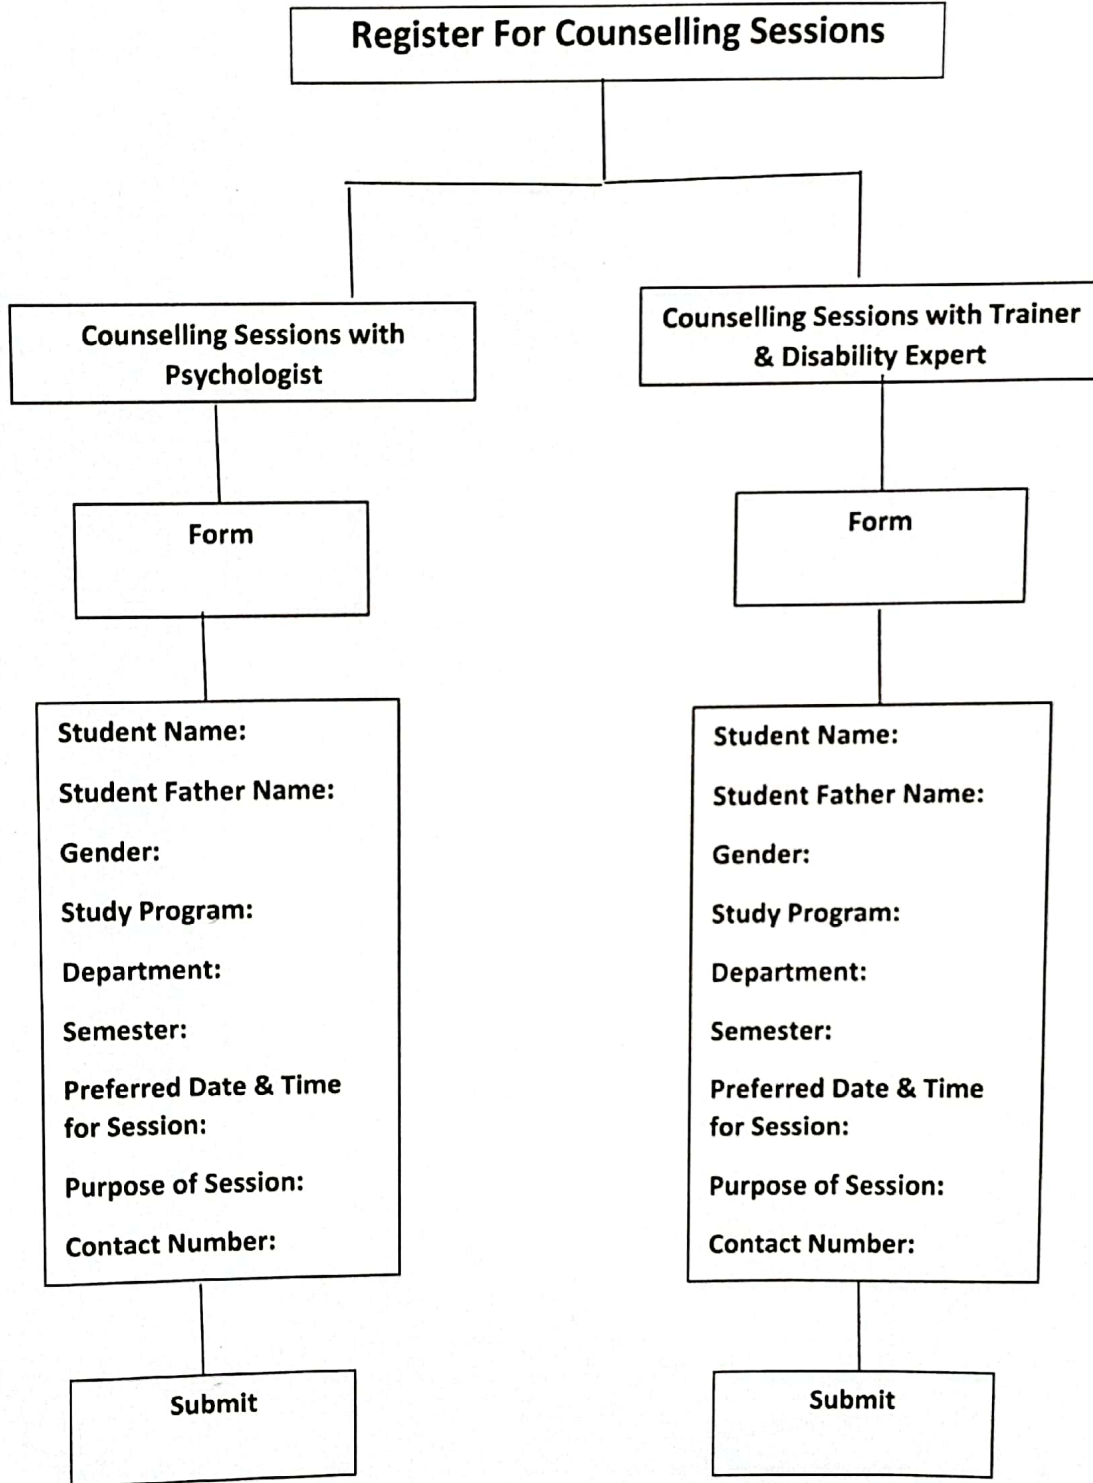 Register For Counselling Sessions
Counselling Sessions with
Psychologist
Form
Student Name:
Student Father Name:
Gender:
Study Program:
Department:
Semester:
Preferred Date & Time
for Session:
Purpose of Session:
Contact Number:
Submit
Counselling Sessions with Trainer
& Disability Expert
Form
Student Name:
Student Father Name:
Gender:
Study Program:
Department:
Semester:
Preferred Date & Time
for Session:
Purpose of Session:
Contact Number:
Submit